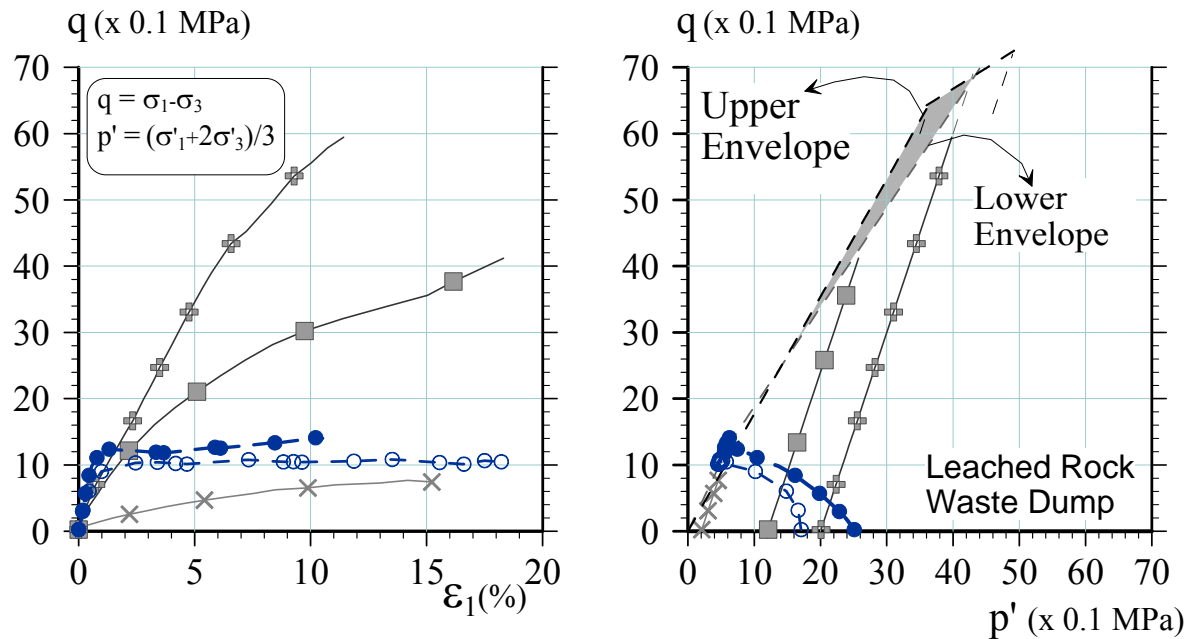 q (x 0.1 MPa)
70
60
50
40
30
20
10
0
q = σ1-σ3
p' = (σ'1+2σ'3)/3
0
5
10
15
20
ε1(%)
q (x 0.1 MPa)
70
60
50
40
30
20
10
0
Upper
Envelope
Lower
Envelope
Leached Rock
Waste Dump
0
10
20
30
40
50
60
70
p' (x 0.1 MPa)